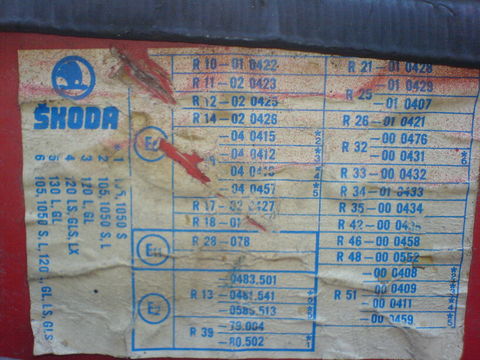 ŠKODA
R 10 - 01 0422
R 11 - 02 0423
R 12 - 02 0425
R 14 - 02 0426
04 0415
04 0412
04 0457
R 17 - 0427
R 18 - 01
R 28 - 078
E11
E2
R 13
0483.501
0481.541
0585.513
R 39
79.004
80.502
R 21 - 01 0428
R 25
01 0429
01 0407
R 26 - 01 0421
R 32
00 0476
00 0431
R 33 - 00 0432
R 34 - 01 0433
R 35 - 00 0434
R 42 - 00
R 46 - 00 0458
R 48 - 00 0552
R 51
00 0408
00 0409
00 0411
00 0459
* 1 L,S, 1050 S
2 105, 1050 S,L
3 120 L,GL
4 120 LS,GLS,LX
5 130 L,GL
6 105, 1050 S,L, 120 , GL,LS,GLS